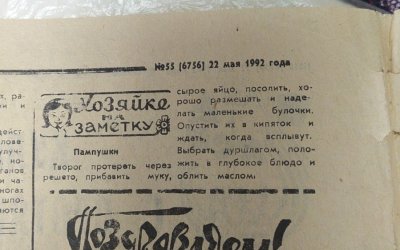 №55 (6756) 22 мая 1992 года
Хозяйке
на
заметку
Пампушки
Творог протереть через
решето, прибавить муку,
сырое яйцо, посолить, хо-
рошо размешать и наде-
лать маленькие булочки.
Опустить их в кипяток и
ждать, когда всплывут.
Выбрать дуршлагом, поло-
жить в глубокое блюдо и
облить маслом.
Поздравляем!